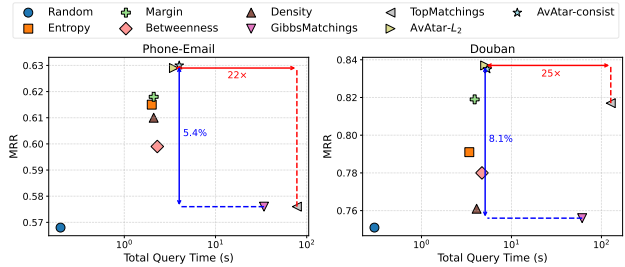 Random
Margin
Density
TopMatchings
AvAtar-consist
Entropy
Betweenness
GibbsMatchings
AvAtar-L2
Phone-Email
Douban
MRR
0.63
0.62
0.61
0.60
0.59
0.58
0.57
22×
5.4%
10^0
10^1
10^2
Total Query Time (s)
MRR
0.84
0.82
0.80
0.78
0.76
25×
8.1%
10^0
10^1
10^2
Total Query Time (s)